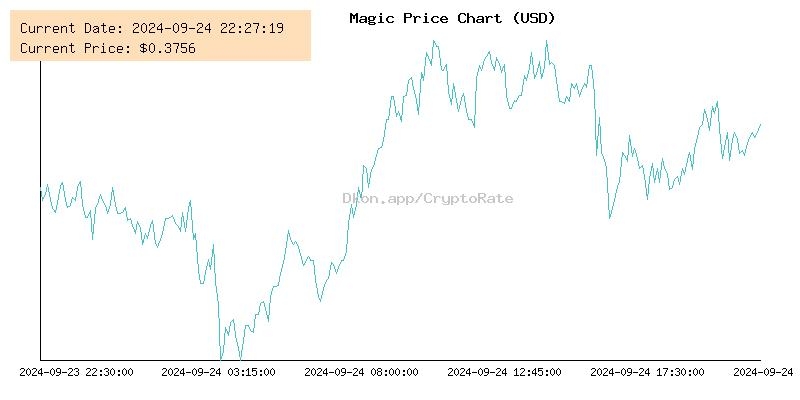 Magic Price Chart (USD)
Current Date: 2024-09-24 22:27:19
Current Price: $0.3756
Dkon.app/CryptoRate
2024-09-23 22:30:00 2024-09-24 03:15:00 2024-09-24 08:00:00 2024-09-24 12:45:00 2024-09-24 17:30:00 2024-09-24